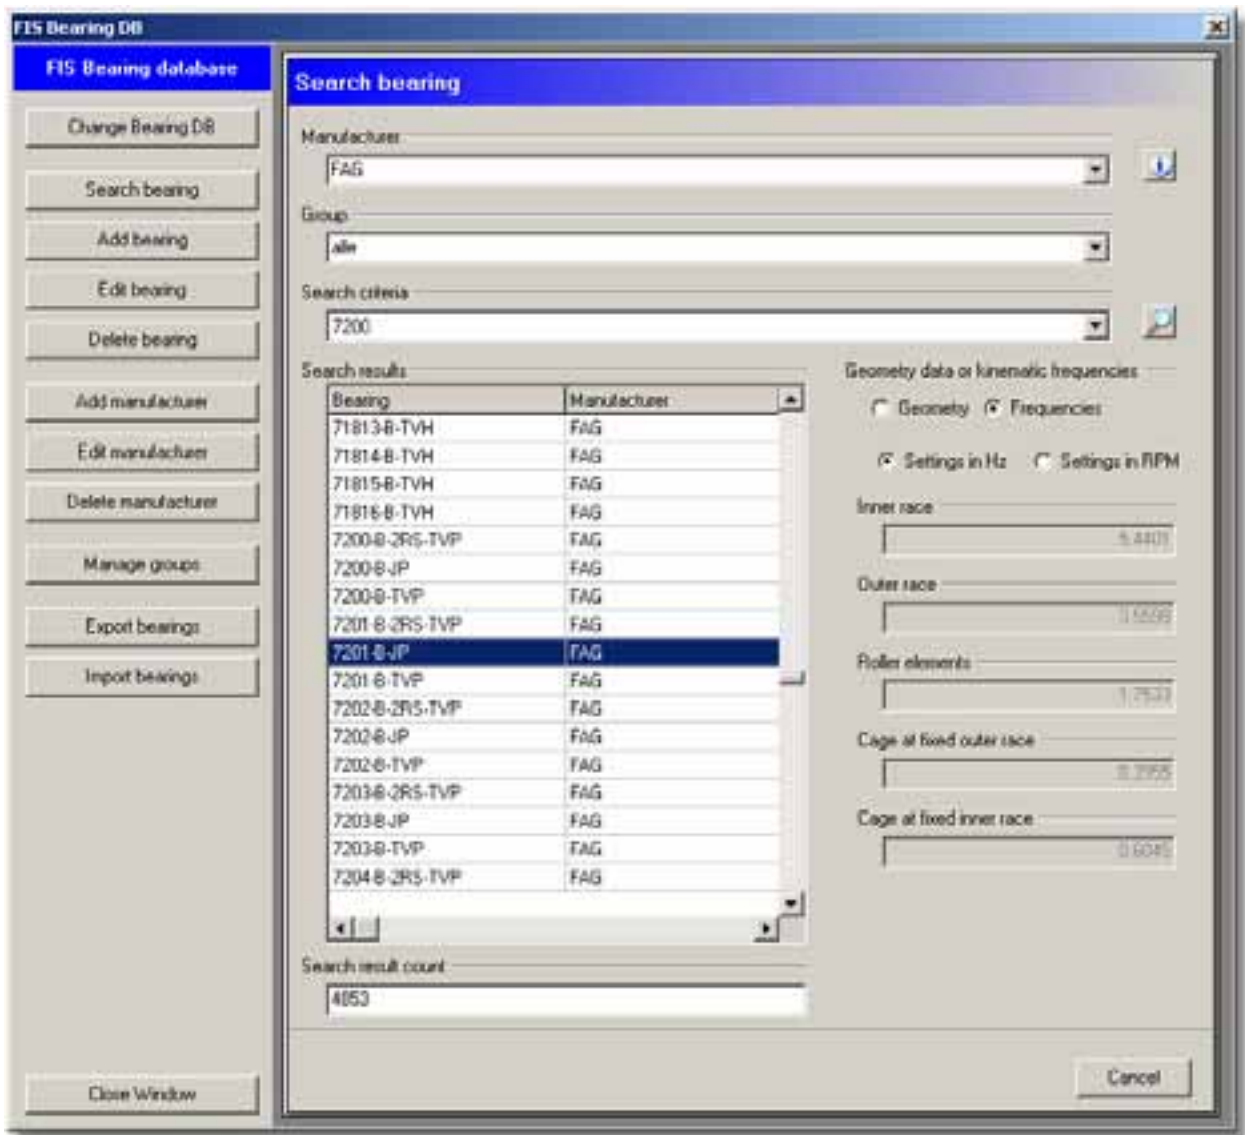 FIS Bearing DB
FIS Bearing database
Change Bearing DB
Search bearing
Add bearing
Edit bearing
Delete bearing
Add manufacturer
Edit manufacturer
Delete manufacturer
Manage groups
Export bearings
Import bearings
Close Window
Search bearing
Manufacturer
FAG
Group
alle
Search criteria
7200
Search results
Bearing Manufacturer
71813-B-TVH FAG
71814-B-TVH FAG
71815-B-TVH FAG
71816-B-TVH FAG
7200-B-2RS-TVP FAG
7200-B-JP FAG
7200-B-TVP FAG
7201-B-2RS-TVP FAG
7201-B-JP FAG
7201-B-TVP FAG
7202-B-2RS-TVP FAG
7202-B-JP FAG
7202-B-TVP FAG
7203-B-2RS-TVP FAG
7203-B-JP FAG
7203-B-TVP FAG
7204-B-2RS-TVP FAG
Search result count
4853
Geometry data or kinematic frequencies
Geometry Frequencies
Settings in Hz Settings in RPM
Inner race
Outer race
Roller elements
Cage at fixed outer race
0.3955
Cage at fixed inner race
0.6045
Cancel